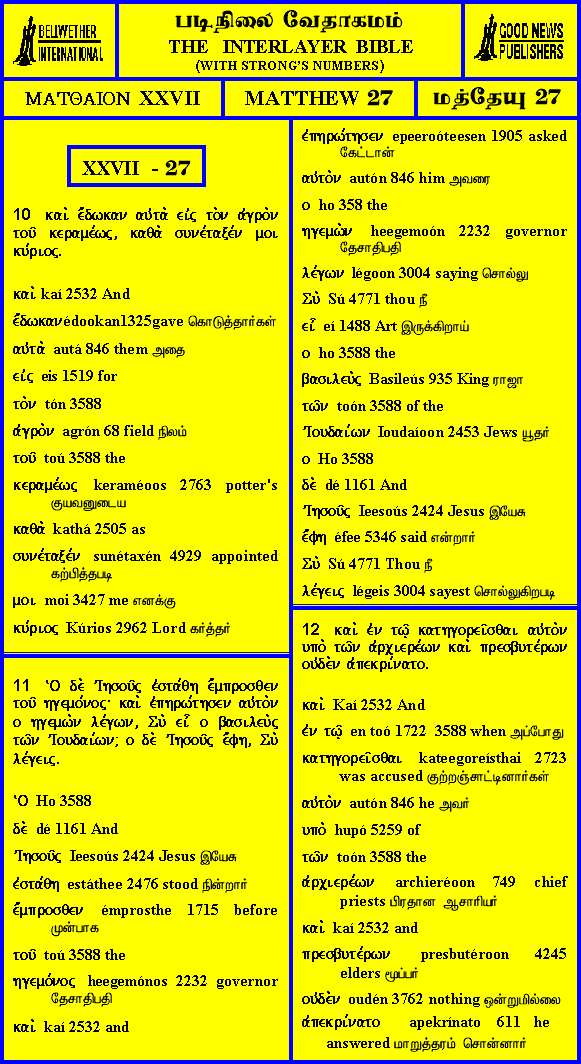 BELLWETHER
INTERNATIONAL
படிநிலை வேதாகமம்
THE INTERLAYER BIBLE
(WITH STRONG'S NUMBERS)
GOOD NEWS
PUBLISHERS
ΜΑΤΘΑΙΟΝ XXVII
MATTHEW 27
மத்தேயு 27
XXVII - 27
10 καὶ ἔδωκαν αὐτὰ εἰς τὸν ἀγρὸν
τοῦ κεραμέως, καθὰ συνέταξέν μοι
κύριος.
καὶ kaí 2532 And
ἔδωκαν édookan1325gave கொடுத்தார்கள்
αὐτὰ autá 846 them அதை
εἰς eis 1519 for
τὸν tón 3588
ἀγρὸν agrón 68 field நிலம்
τοῦ toú 3588 the
κεραμέως keraméoos 2763 potter's
குயவனுடைய
καθὰ kathá 2505 as
συνέταξέν sunétaxén 4929 appointed
கற்பித்தபடி
μοι moi 3427 me எனக்கு
κύριος Kúrios 2962 Lord கர்த்தர்
11 Ὁ δὲ Ἰησοῦς ἐστάθη ἔμπροσθεν
τοῦ ηγεμόνος· καὶ ἐπηρώτησεν αὐτὸν
ο ηγεμὼν λέγων, Σὺ εἶ ο βασιλεὺς
τῶν Ἰουδαίων; ο δὲ Ἰησοῦς ἔφη, Σὺ
λέγεις.
Ὁ Ho 3588
δὲ dé 1161 And
Ἰησοῦς Ieesoús 2424 Jesus இயேசு
ἐστάθη estáthee 2476 stood நின்றார்
ἔμπροσθεν émprosthe 1715 before
முன்பாக
τοῦ toú 3588 the
ηγεμόνος heegemónos 2232 governor
தேசாதிபதி
καὶ kaí 2532 and
ἐπηρώτησεν epeeroóteesen 1905 asked
கேட்டான்
αὐτὸν autón 846 him அவரை
ο ho 358 the
ηγεμὼν heegemoón 2232 governor
தேசாதிபதி
λέγων légoon 3004 saying சொல்லு
Σὺ Sú 4771 thou நீ
εἶ eí 1488 Art இருக்கிறாய்
ο ho 3588 the
βασιλεὺς Basileús 935 King ராஜா
τῶν toón 3588 of the
Ἰουδαίων Ioudaíoon 2453 Jews யூதர்
ο Ho 3588
δὲ dé 1161 And
Ἰησοῦς Ieesoús 2424 Jesus இயேசு
ἔφη éfee 5346 said என்றார்
Σὺ Sú 4771 Thou நீ
λέγεις légeis 3004 sayest சொல்லுகிறபடி
12 καὶ ἐν τῷ κατηγορεῖσθαι αὐτὸν
υπὸ τῶν ἀρχιερέων καὶ πρεσβυτέρων
οὐδὲν ἀπεκρίνατο.
καὶ Kaí 2532 And
ἐν τῷ en toó 1722 3588 when அப்போது
κατηγορεῖσθαι kateegoreísthai 2723
was accused குற்றஞ்சாட்டினார்கள்
αὐτὸν autón 846 he அவர்
υπὸ hupó 5259 of
τῶν toón 3588 the
ἀρχιερέων archieréoon 749 chief
priests பிரதான ஆசாரியர்
καὶ kaí 2532 and
πρεσβυτέρων presbutéroon 4245
elders மூப்பர்
οὐδὲν oudén 3762 nothing ஒன்றுமில்லை
ἀπεκρίνατο apekrínato 611 he
answered மாறுத்தரம் சொன்னார்